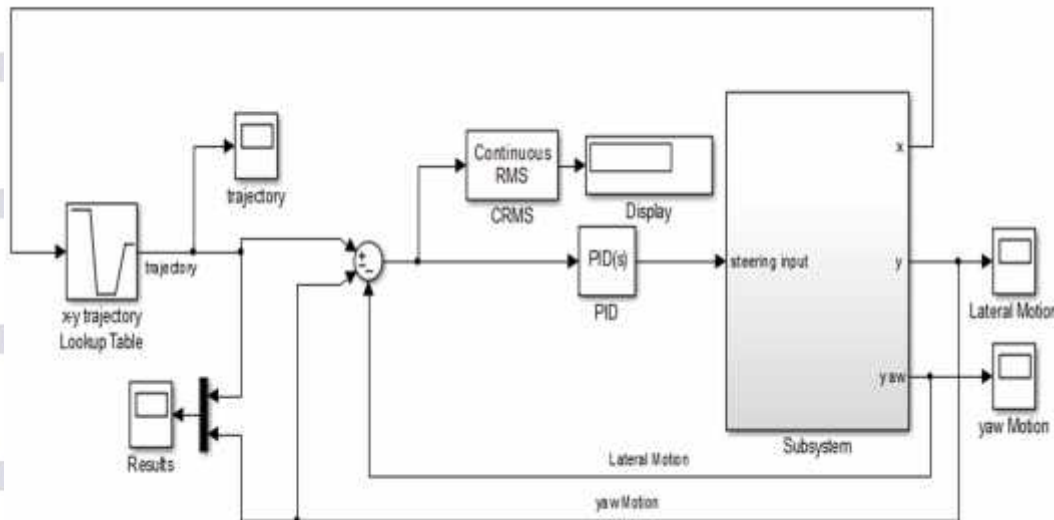 x
trajectory
Continuous
RMS
CRMS
Display
trajectory
x-y trajectory
Lookup Table
PID(s)
PID
steering input
y
Lateral Motion
yaw
yaw Motion
Subsystem
Results
Lateral Motion
yaw Motion